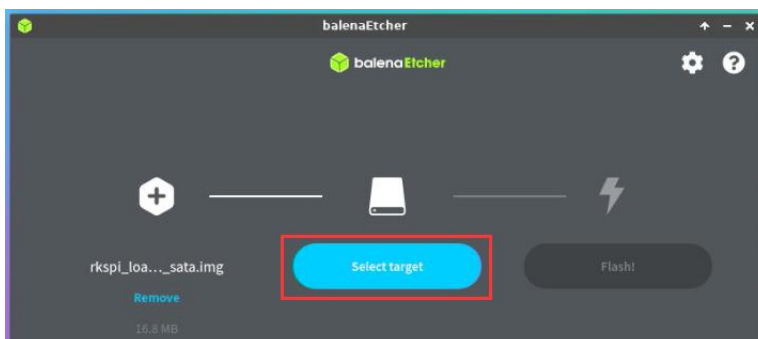 balenaEtcher
balenaEtcher
rkspi_loa..._sata.img
Select target
Flash!
Remove
16.8 MB